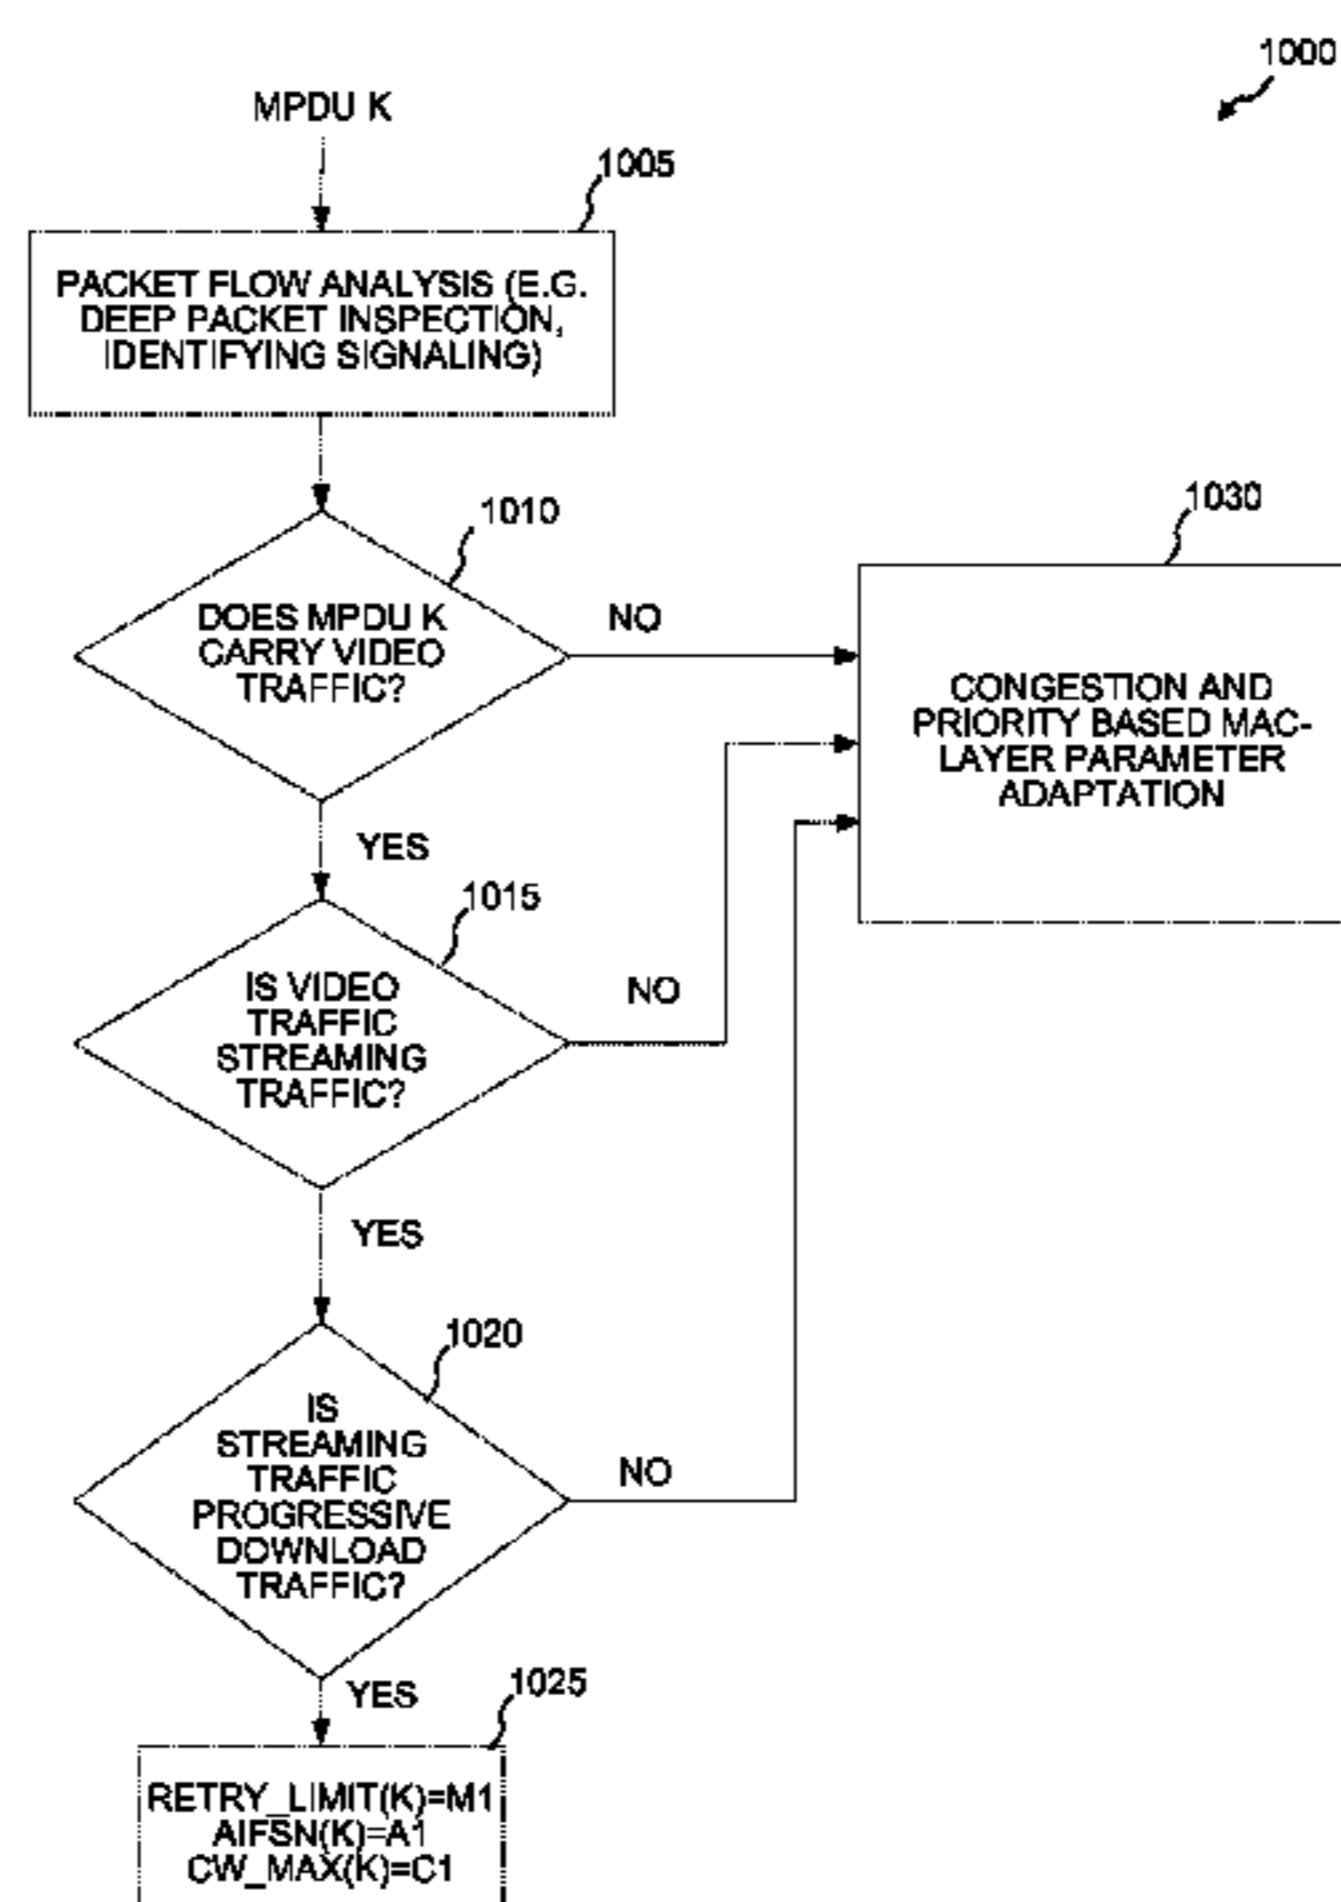 1000
MPDU K
1005
PACKET FLOW ANALYSIS (E.G.
DEEP PACKET INSPECTION,
IDENTIFYING SIGNALING)
1010
DOES MPDU K
CARRY VIDEO
TRAFFIC?
NO
1030
CONGESTION AND
PRIORITY BASED MAC-
LAYER PARAMETER
ADAPTATION
YES
1015
IS VIDEO
TRAFFIC
STREAMING
TRAFFIC?
NO
YES
1020
IS
STREAMING
TRAFFIC
PROGRESSIVE
DOWNLOAD
TRAFFIC?
NO
YES
1025
RETRY_LIMIT(K)=M1
AIFSN(K)=A1
CW_MAX(K)=C1